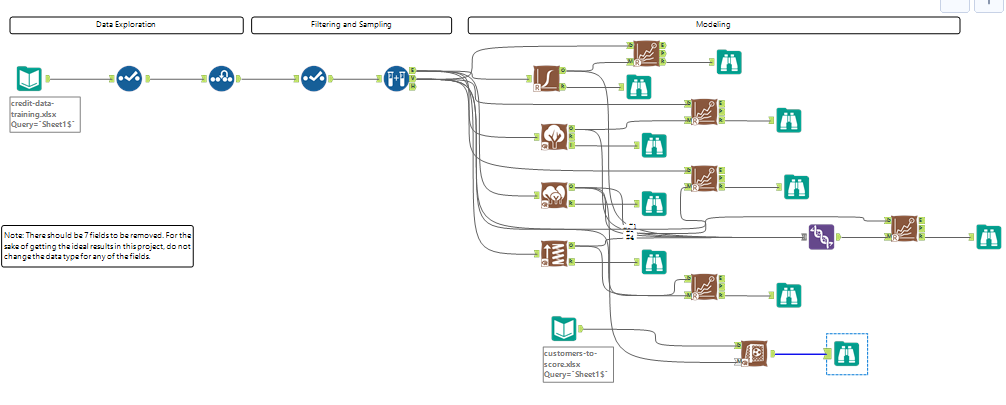 Data Exploration
Filtering and Sampling
Modeling
credit-data-
training.xlsx
Query=`Sheet1$`
Note: There should be 7 fields to be removed. For the
sake of getting the ideal results in this project, do not
change the data type for any of the fields.
customers-to-
score.xlsx
Query=`Sheet1$`